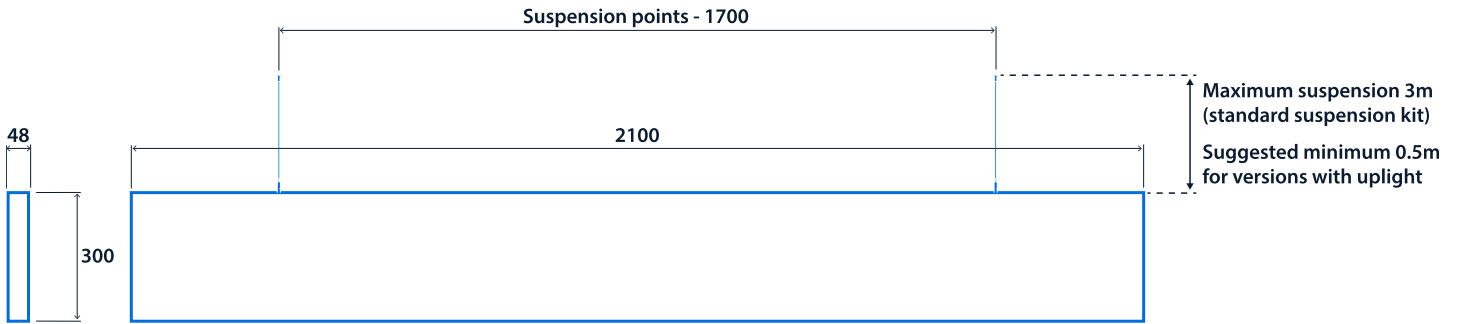 Suspension points - 1700
Maximum suspension 3m
(standard suspension kit)
48
2100
Suggested minimum 0.5m
for versions with uplight
300